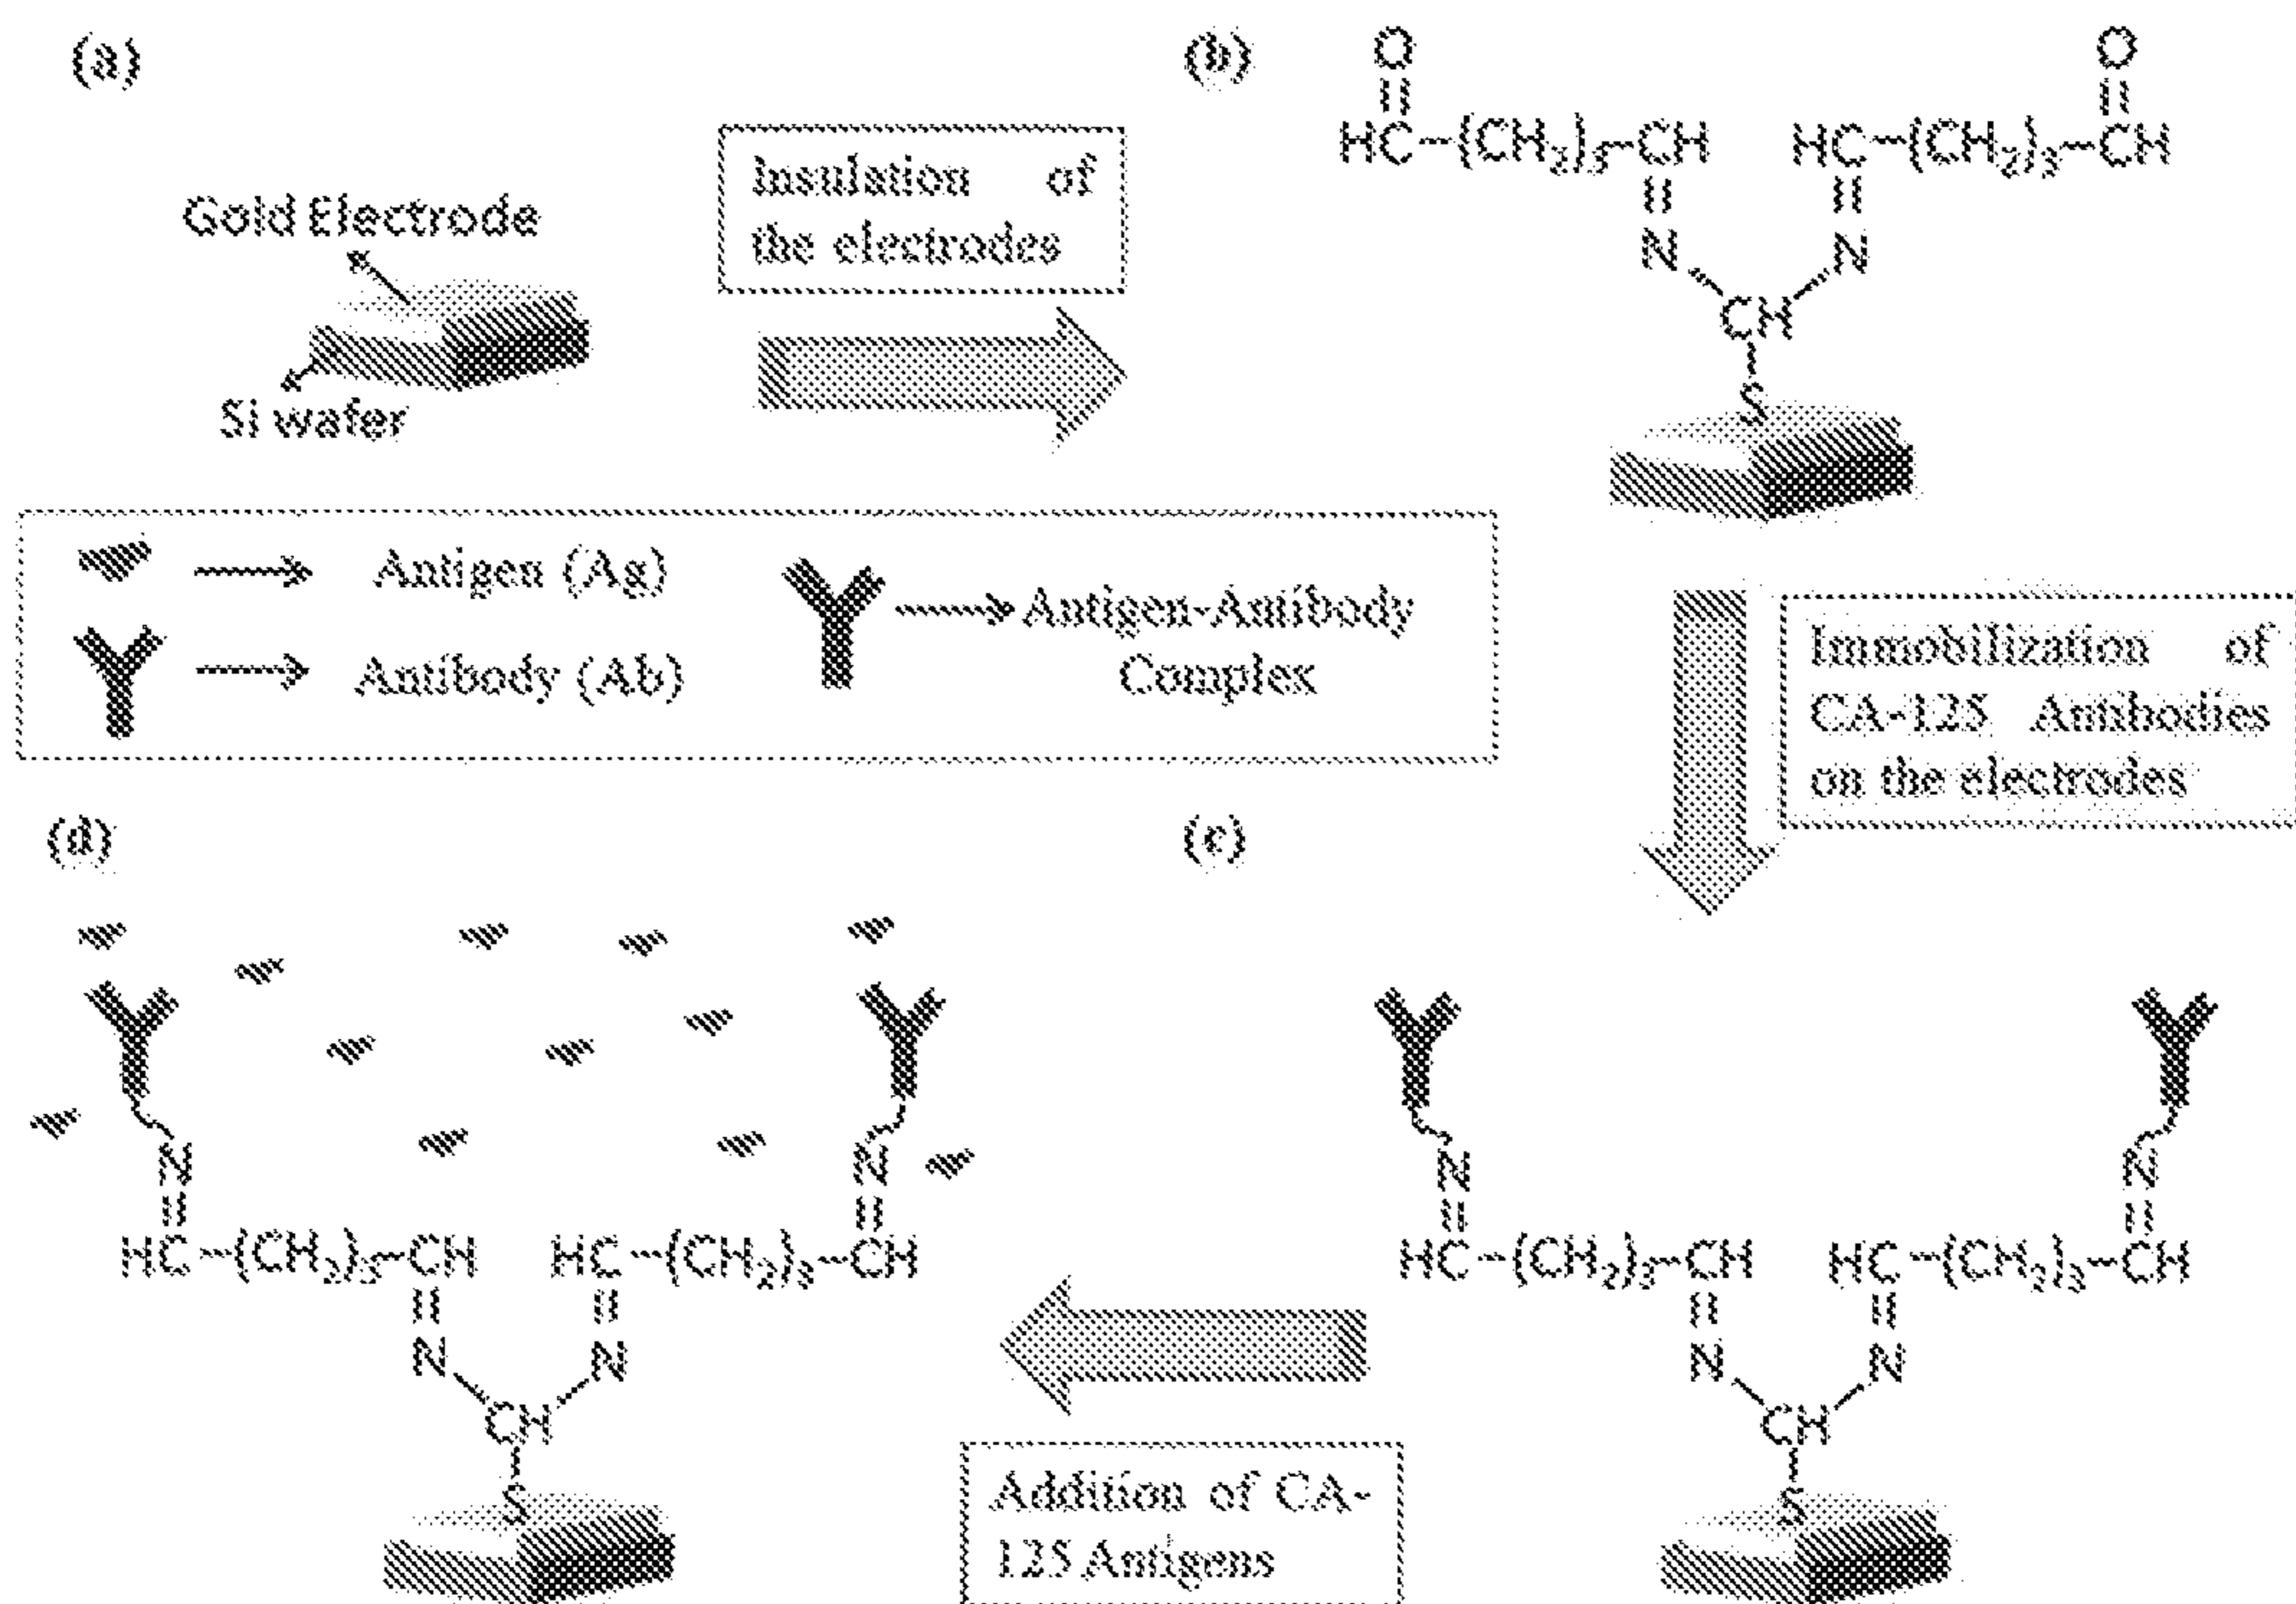 (a)
Gold Electrode
Si wafer
Insulation of
the electrodes
(b)
O O
HC-(CH2)3-CH HC-(CH2)3-CH
N N
CH
S
Antigen (Ag)
Antibody (Ab)
Antigen-Antibody
Complex
Immobilization of
CA-125 Antibodies
on the electrodes
(c)
N N
HC-(CH2)3-CH HC-(CH2)3-CH
N N
CH
S
Addition of CA-
125 Antigens
(d)
N N
HC-(CH2)3-CH HC-(CH2)3-CH
N N
CH
S